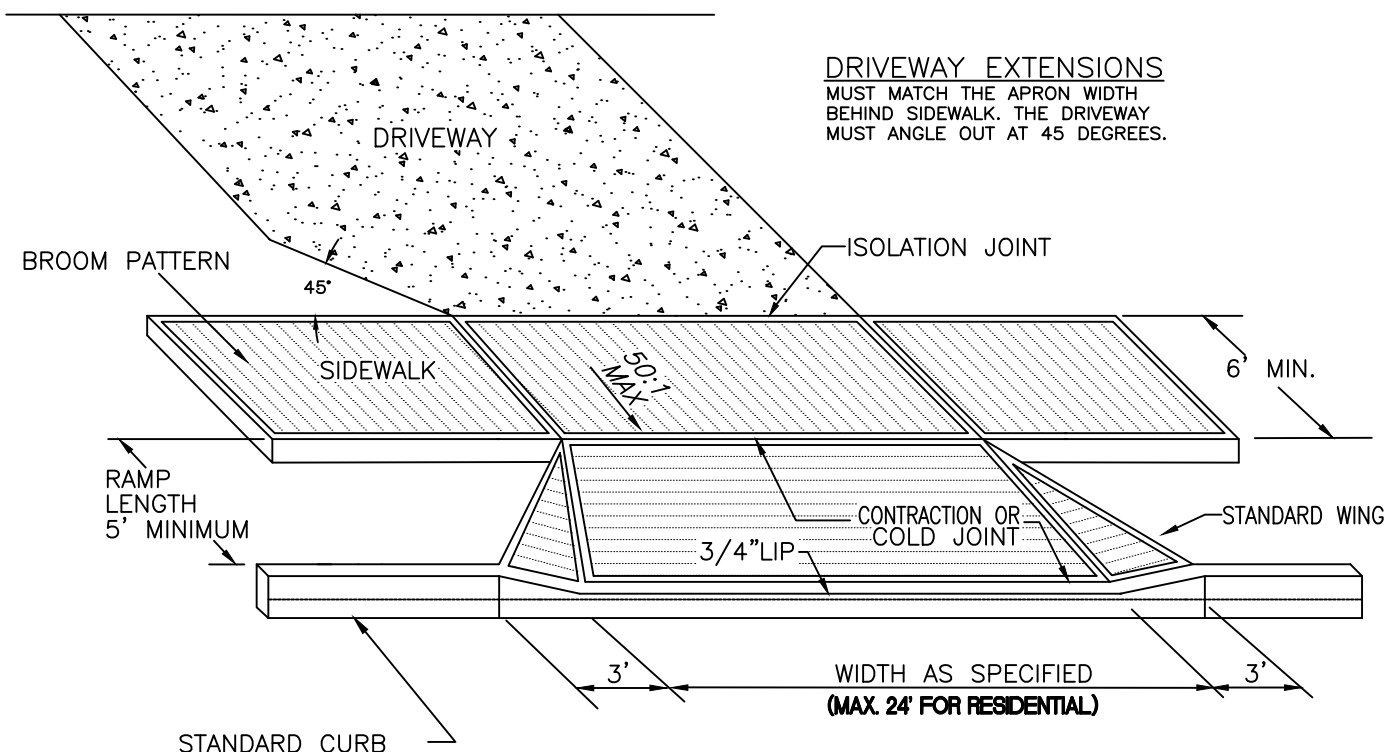 DRIVEWAY EXTENSIONS
MUST MATCH THE APRON WIDTH
BEHIND SIDEWALK. THE DRIVEWAY
MUST ANGLE OUT AT 45 DEGREES.
DRIVEWAY
ISOLATION JOINT
BROOM PATTERN
45°
SIDEWALK
50:1
MAX
6' MIN.
RAMP
LENGTH
5' MINIMUM
CONTRACTION OR
COLD JOINT
STANDARD WING
3/4"LIP
3'
WIDTH AS SPECIFIED
3'
(MAX. 24' FOR RESIDENTIAL)
STANDARD CURB